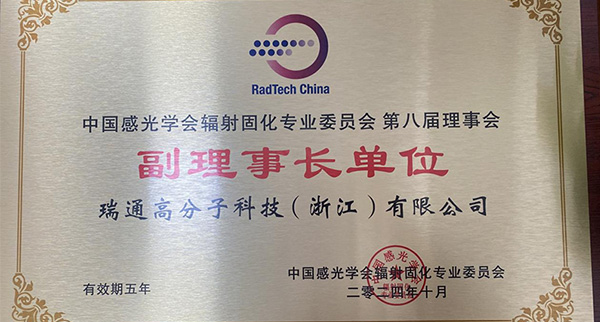 RadTech China
中国感光学会辐射固化专业委员会 第八届理事会
副理事长单位
瑞通高分子科技（浙江）有限公司
中国感光学会辐射固化专业委员会
有效期五年
二零二四年十月